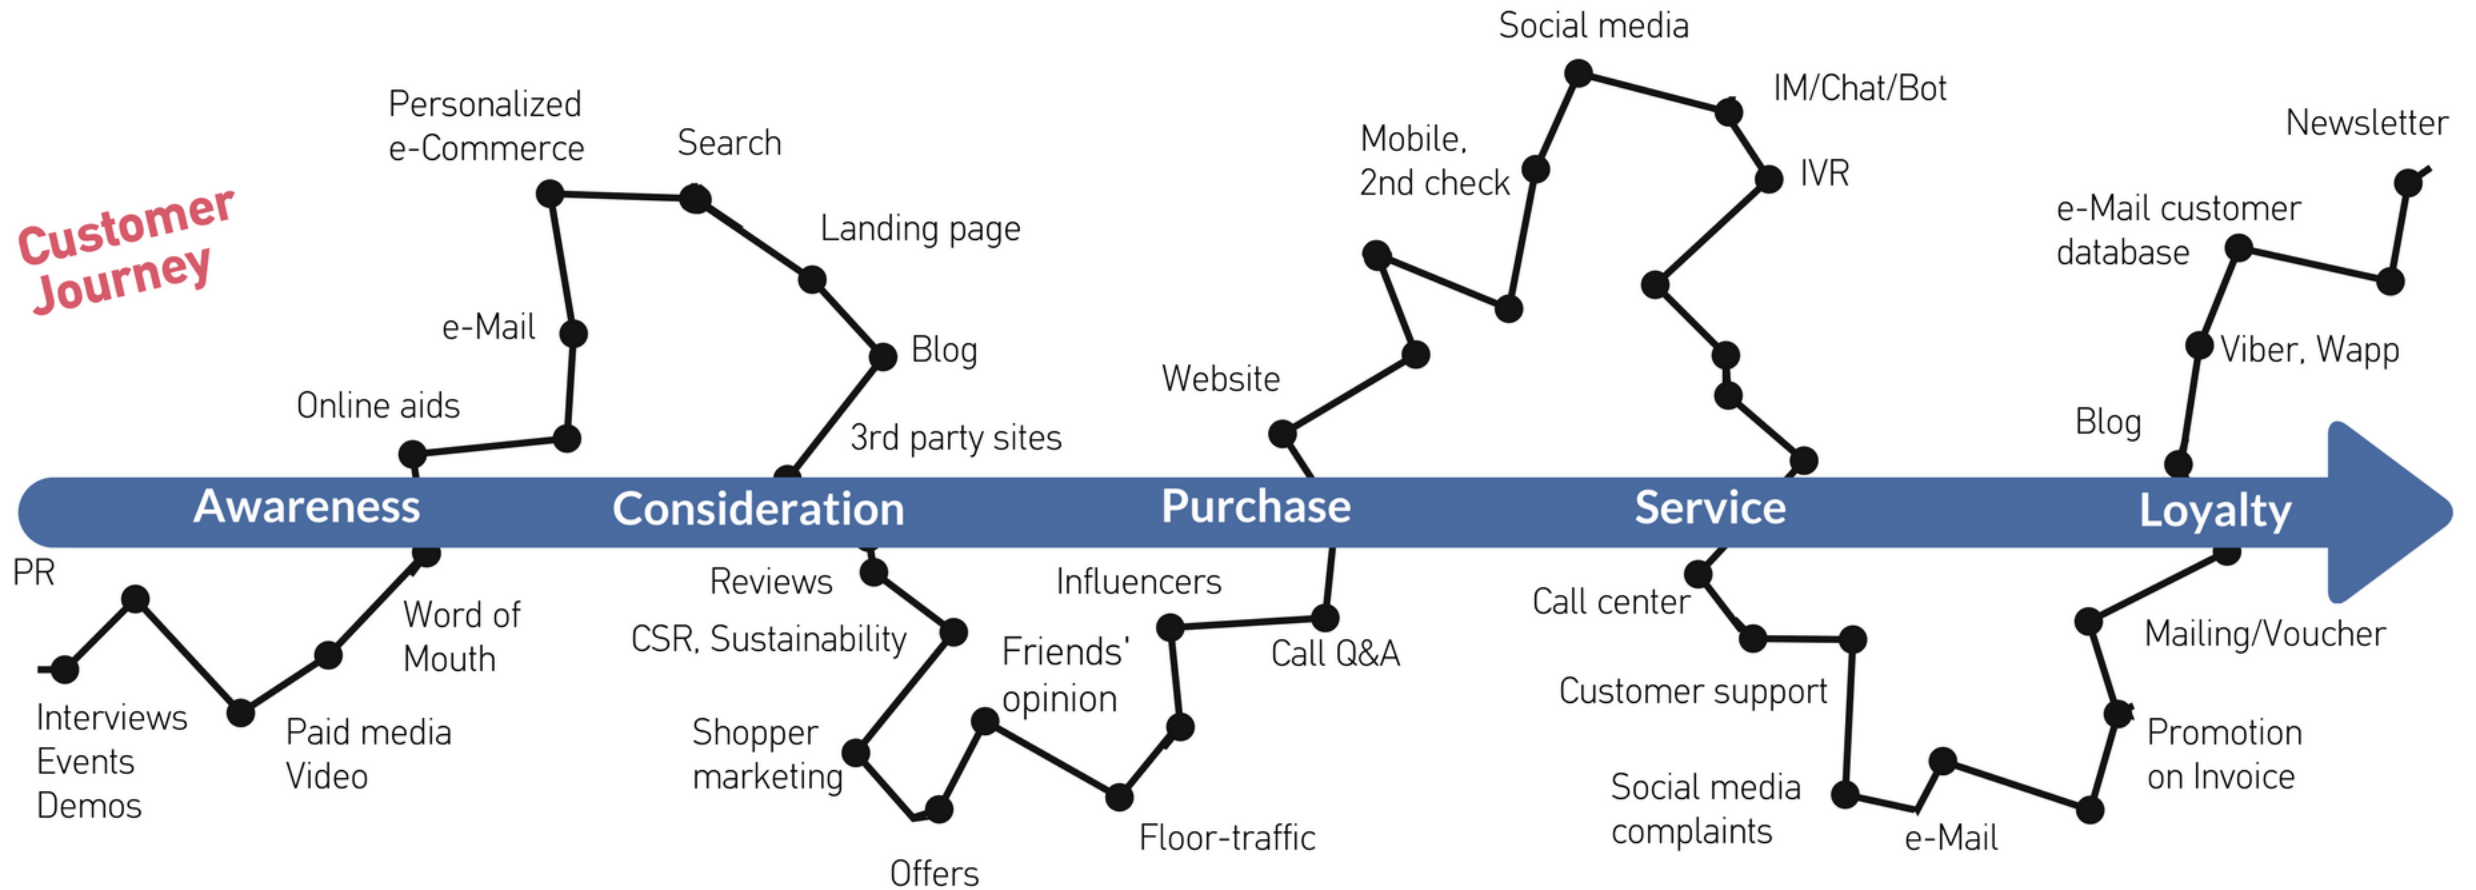 Customer
Journey
Personalized
e-Commerce
Search
Landing page
e-Mail
Blog
Online aids
3rd party sites
Social media
IM/Chat/Bot
Mobile,
2nd check
IVR
Website
Newsletter
e-Mail customer
database
Viber, Wapp
Blog
Awareness
Consideration
Purchase
Service
Loyalty
PR
Interviews
Events
Demos
Paid media
Video
Word of
Mouth
Reviews
CSR, Sustainability
Shopper
marketing
Offers
Friends'
opinion
Floor-traffic
Influencers
Call Q&A
Call center
Customer support
Social media
complaints
e-Mail
Mailing/Voucher
Promotion
on Invoice